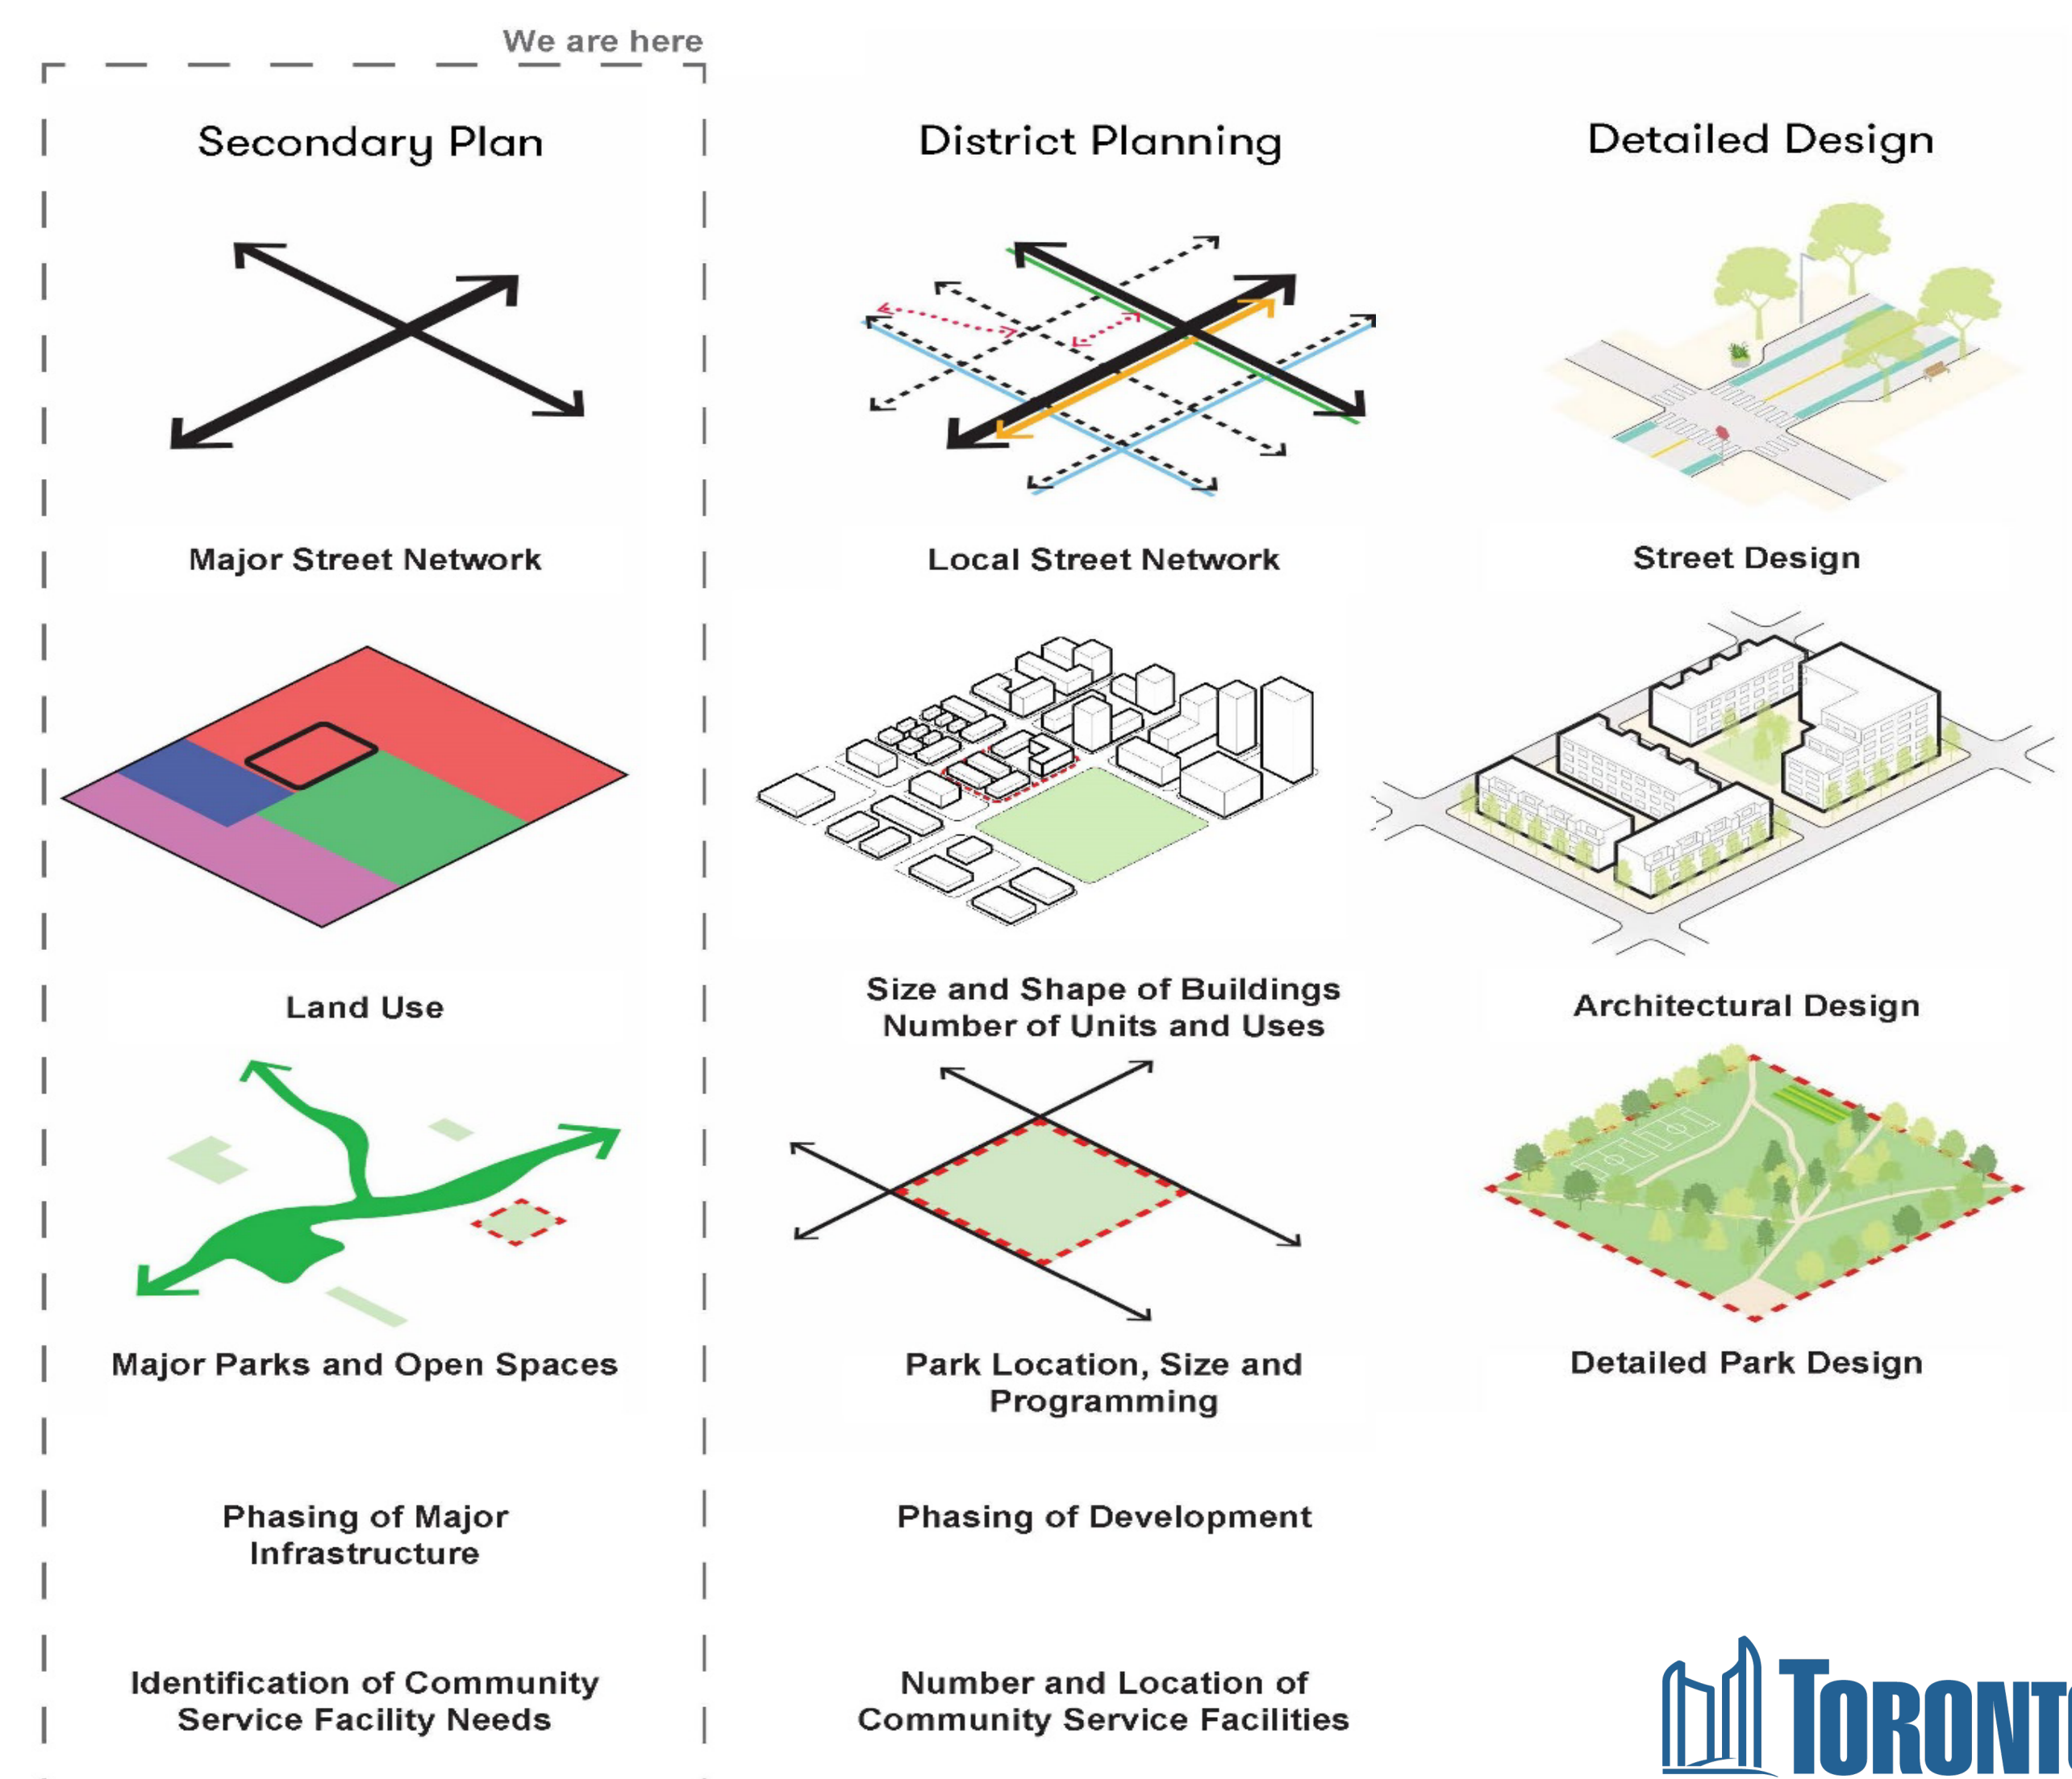 We are here
Secondary Plan
District Planning
Detailed Design
Major Street Network
Local Street Network
Street Design
Land Use
Size and Shape of Buildings
Number of Units and Uses
Architectural Design
Major Parks and Open Spaces
Park Location, Size and
Programming
Detailed Park Design
Phasing of Major
Infrastructure
Phasing of Development
Identification of Community
Service Facility Needs
Number and Location of
Community Service Facilities
TORONTO